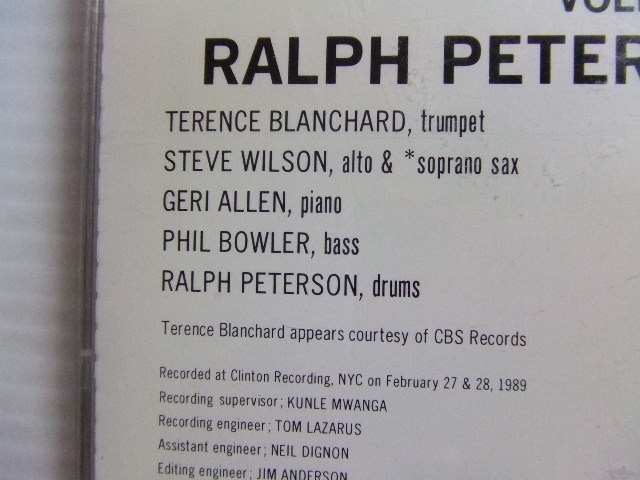 RALPH PETER
TERENCE BLANCHARD, trumpet
STEVE WILSON, alto & *soprano sax
GERI ALLEN, piano
PHIL BOWLER, bass
RALPH PETERSON, drums
Terence Blanchard appears courtesy of CBS Records
Recorded at Clinton Recording, NYC on February 27 & 28, 1989
Recording supervisor; KUNLE MWANGA
Recording engineer; TOM LAZARUS
Assistant engineer; NEIL DIGNON
Editing engineer; JIM ANDERSON